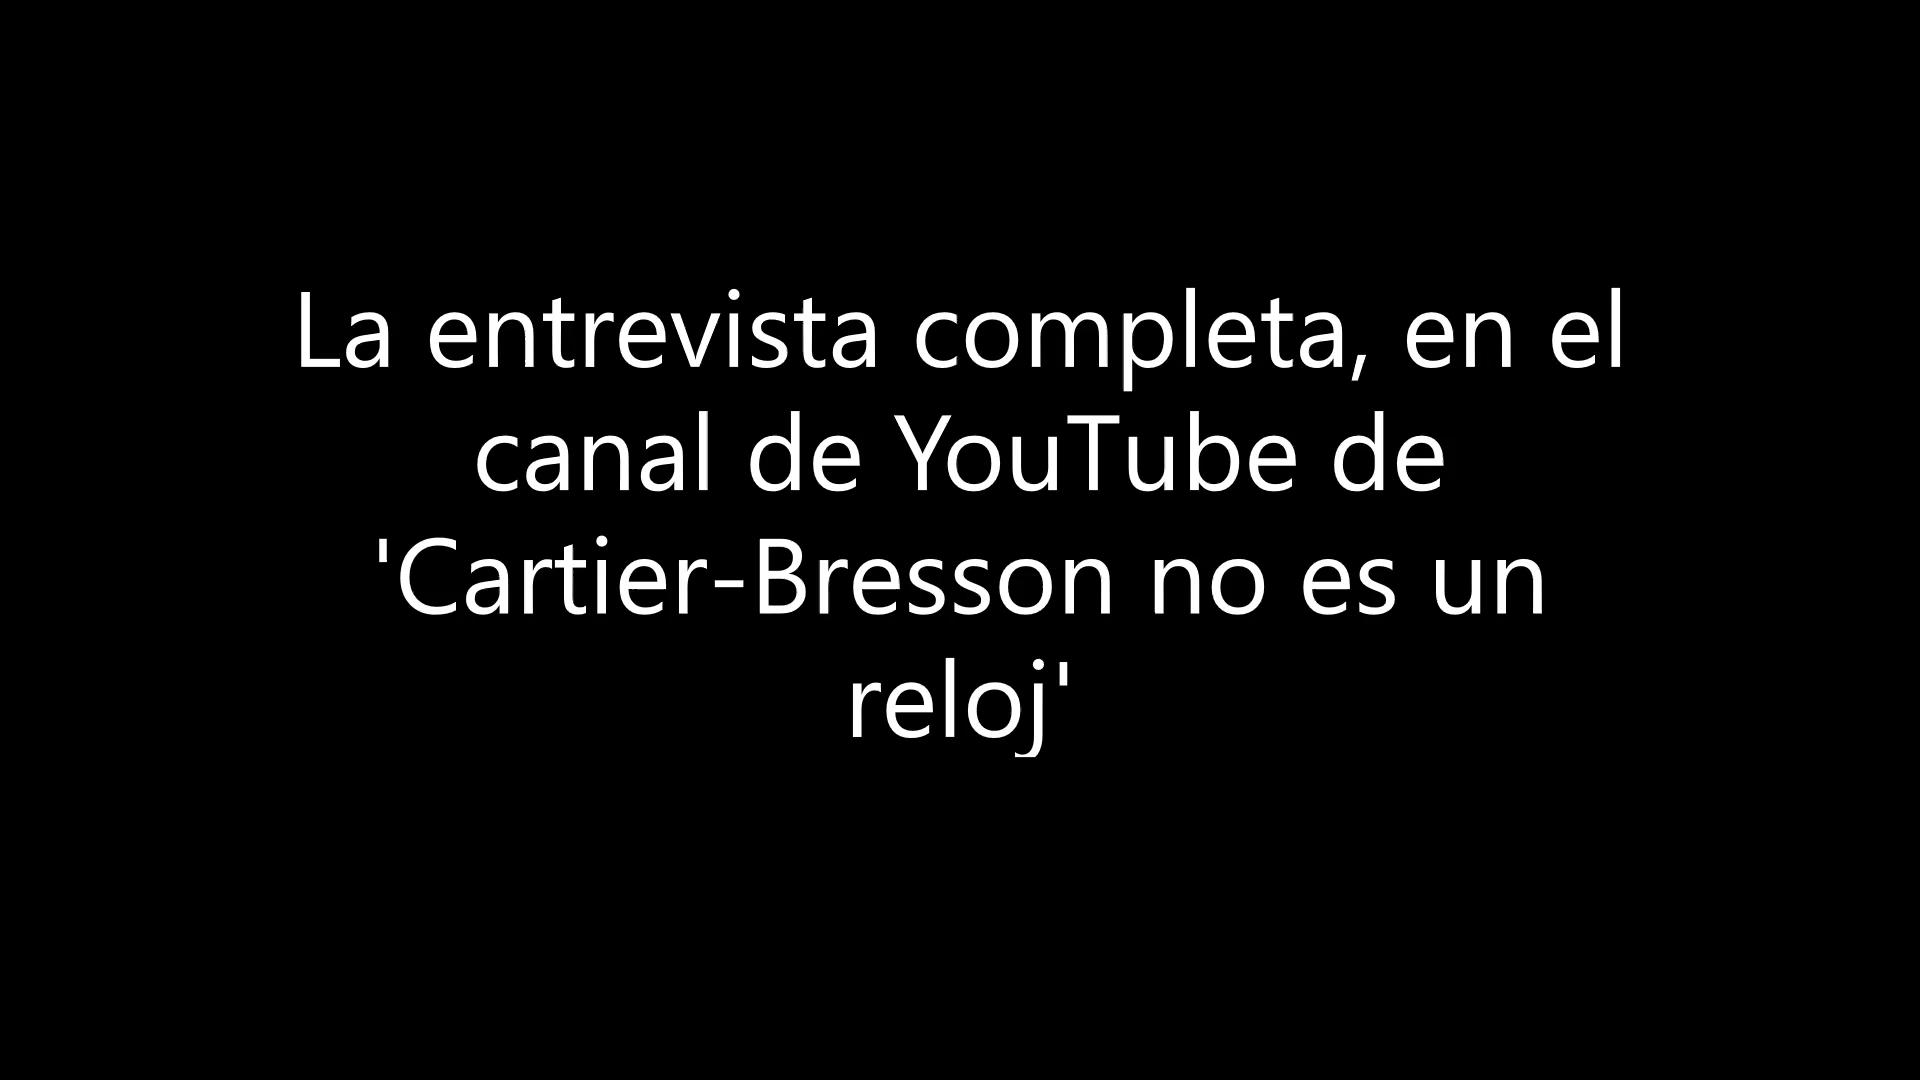 La entrevista completa, en el
canal de YouTube de
'Cartier-Bresson no es un
reloj'